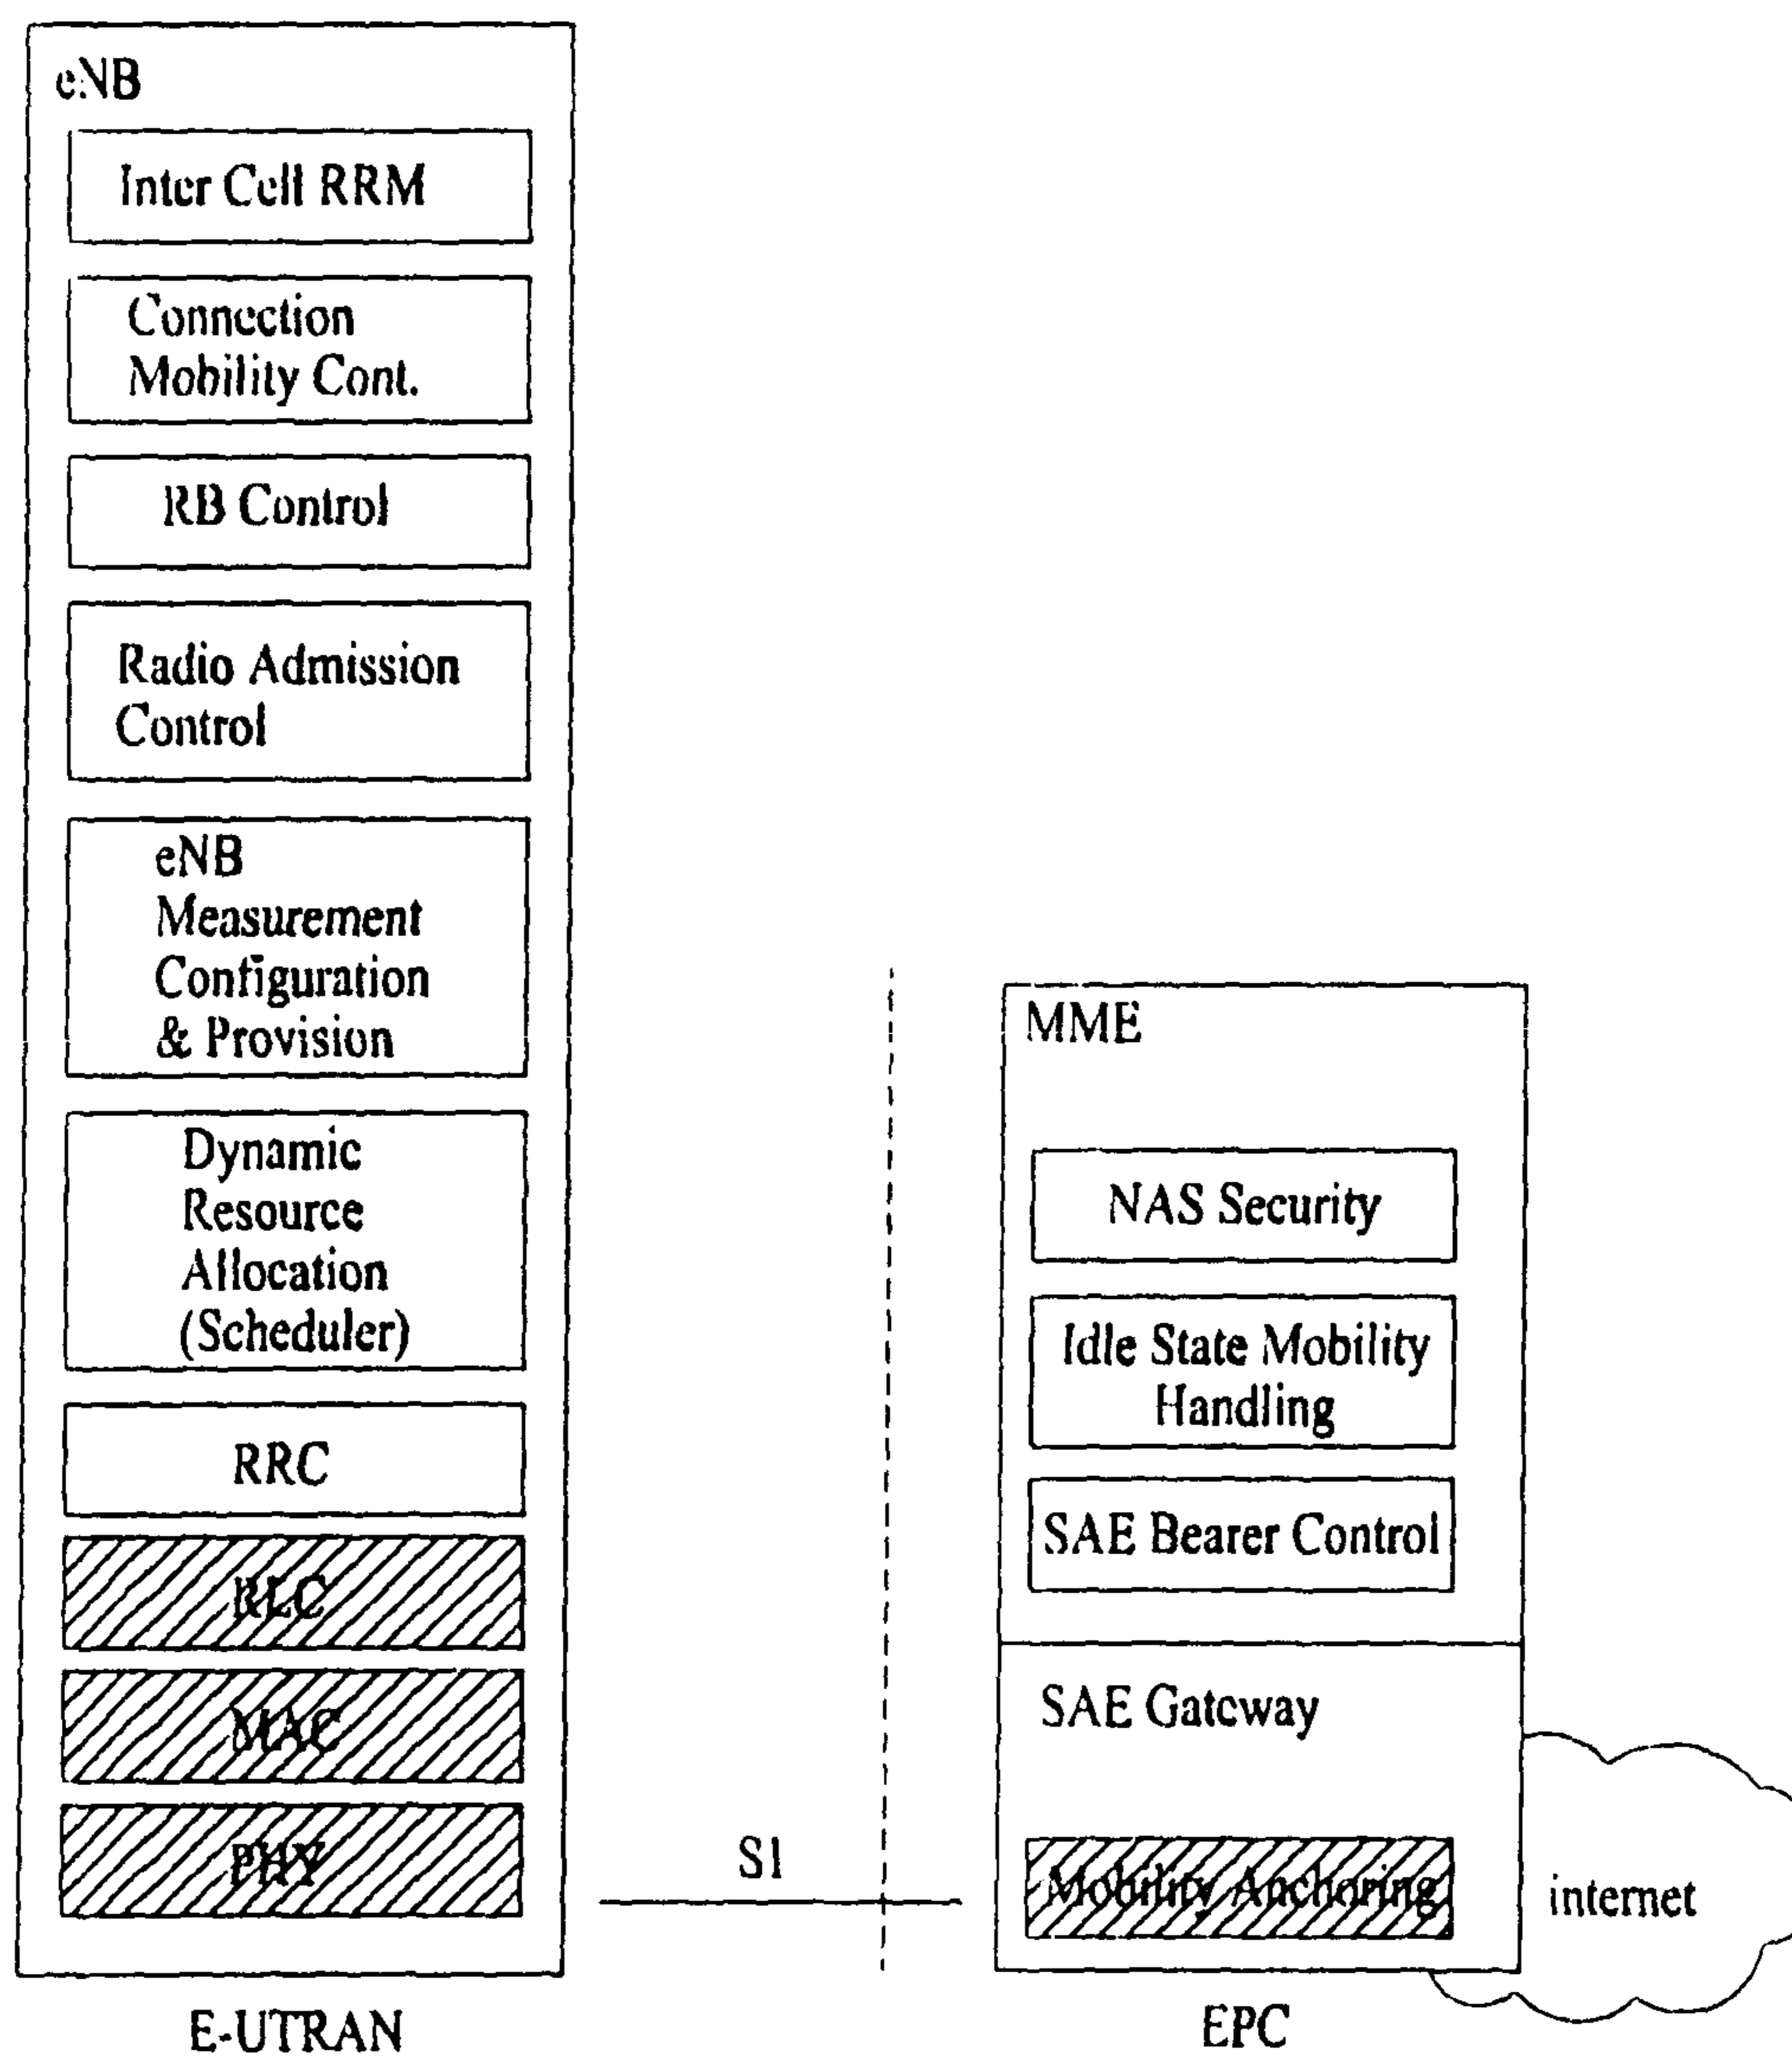 eNB
Inter Cell RRM
Connection
Mobility Cont.
RB Control
Radio Admission
Control
eNB
Measurement
Configuration
& Provision
Dynamic
Resource
Allocation
(Scheduler)
RRC
RLC
MAC
PHY
E-UTRAN
S1
MME
NAS Security
Idle State Mobility
Handling
SAE Bearer Control
SAE Gateway
Mobility Anchoring
internet
EPC